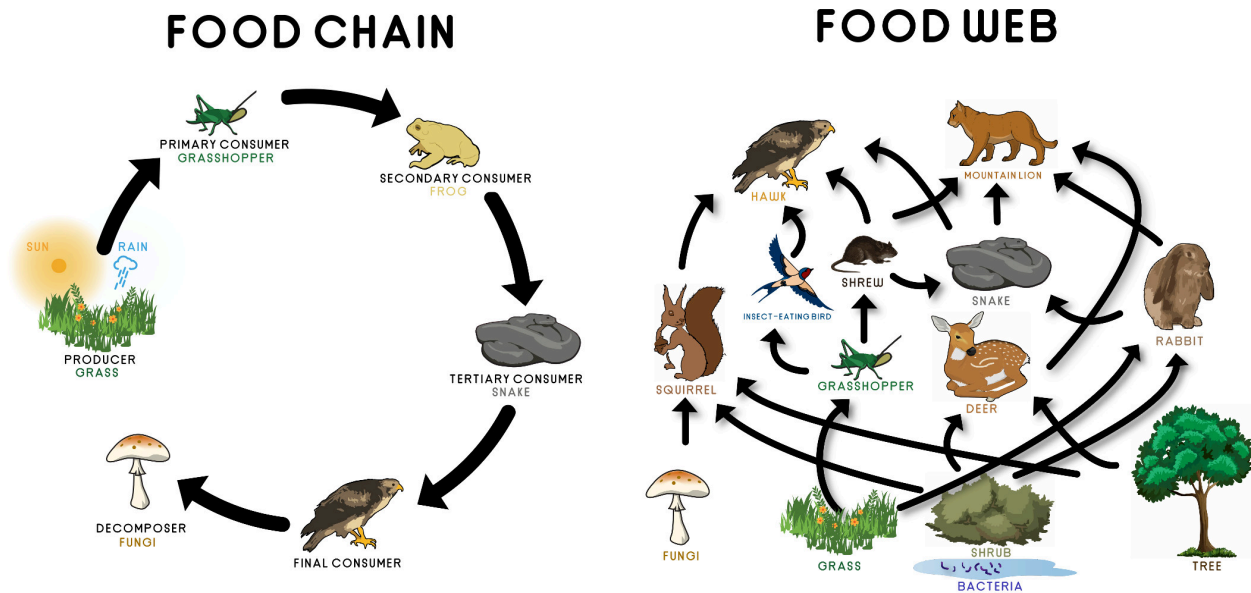 FOOD CHAIN
PRIMARY CONSUMER
GRASSHOPPER
SECONDARY CONSUMER
FROG
SUN
RAIN
PRODUCER
GRASS
TERTIARY CONSUMER
SNAKE
DECOMPOSER
FUNGI
FINAL CONSUMER
FOOD WEB
HAWK
MOUNTAIN LION
INSECT-EATING BIRD
SHREW
SNAKE
RABBIT
SQUIRREL
GRASSHOPPER
DEER
FUNGI
GRASS
SHRUB
BACTERIA
TREE